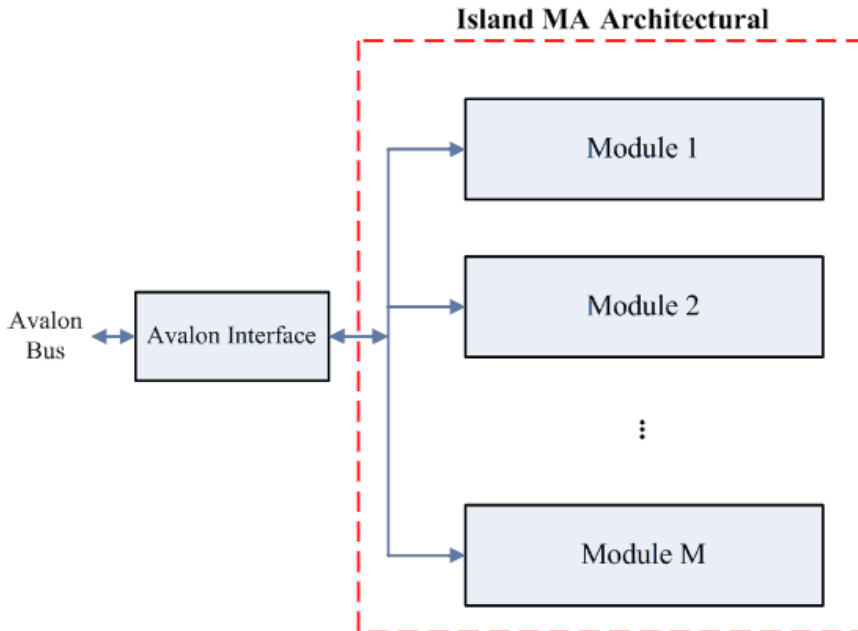 Island MA Architectural
Module 1
Module 2
Avalon
Bus
Avalon Interface
⋮
Module M